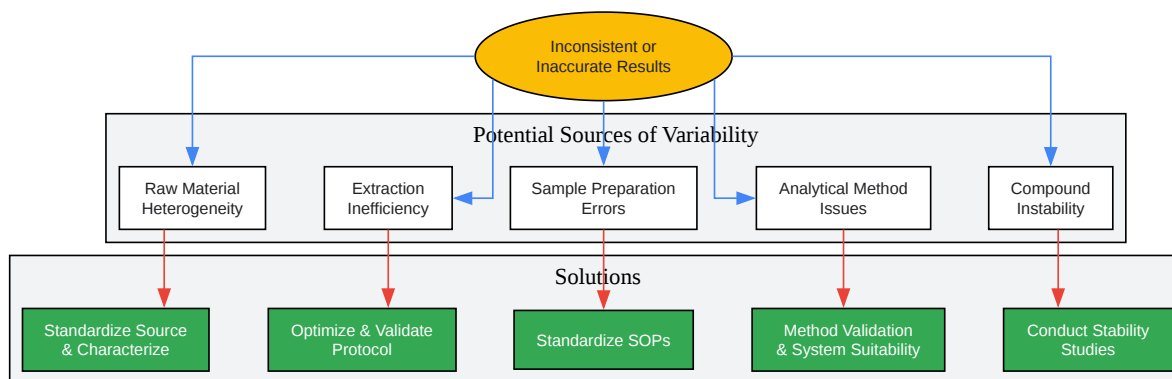 Inconsistent or
Inaccurate Results
Potential Sources of Variability
Raw Material
Heterogeneity
Extraction
Inefficiency
Sample Preparation
Errors
Analytical Method
Issues
Compound
Instability
Solutions
Standardize Source
& Characterize
Optimize & Validate
Protocol
Standardize SOPs
Method Validation
& System Suitability
Conduct Stability
Studies